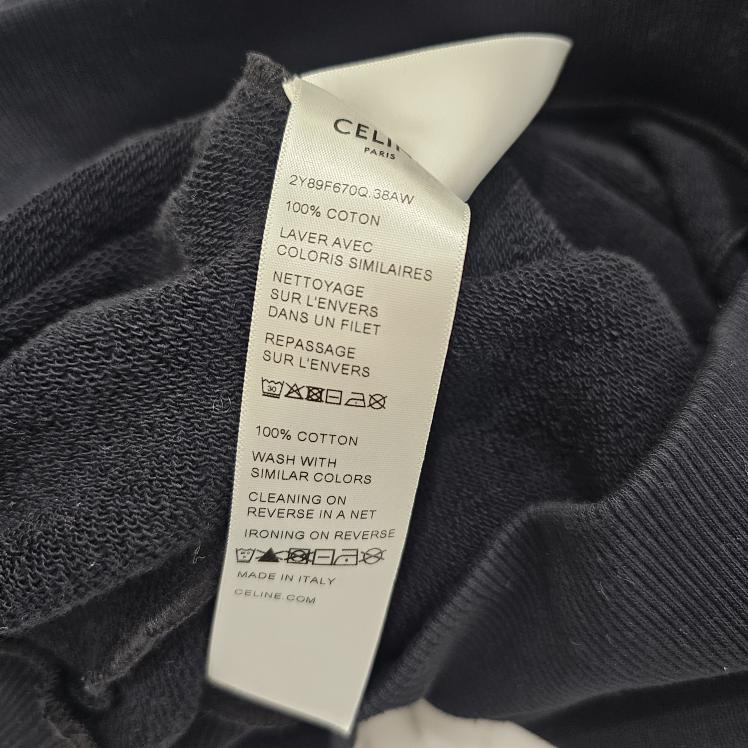 PARIS
2Y89F670Q.38AW
100% COTON
LAVER AVEC
COLORIS SIMILAIRES
NETTOYAGE
SUR L'ENVERS
DANS UN FILET
REPASSAGE
SUR L'ENVERS
30
100% COTTON
WASH WITH
SIMILAR COLORS
CLEANING ON
REVERSE IN A NET
IRONING ON REVERSE
MADE IN ITALY
CELINE.COM